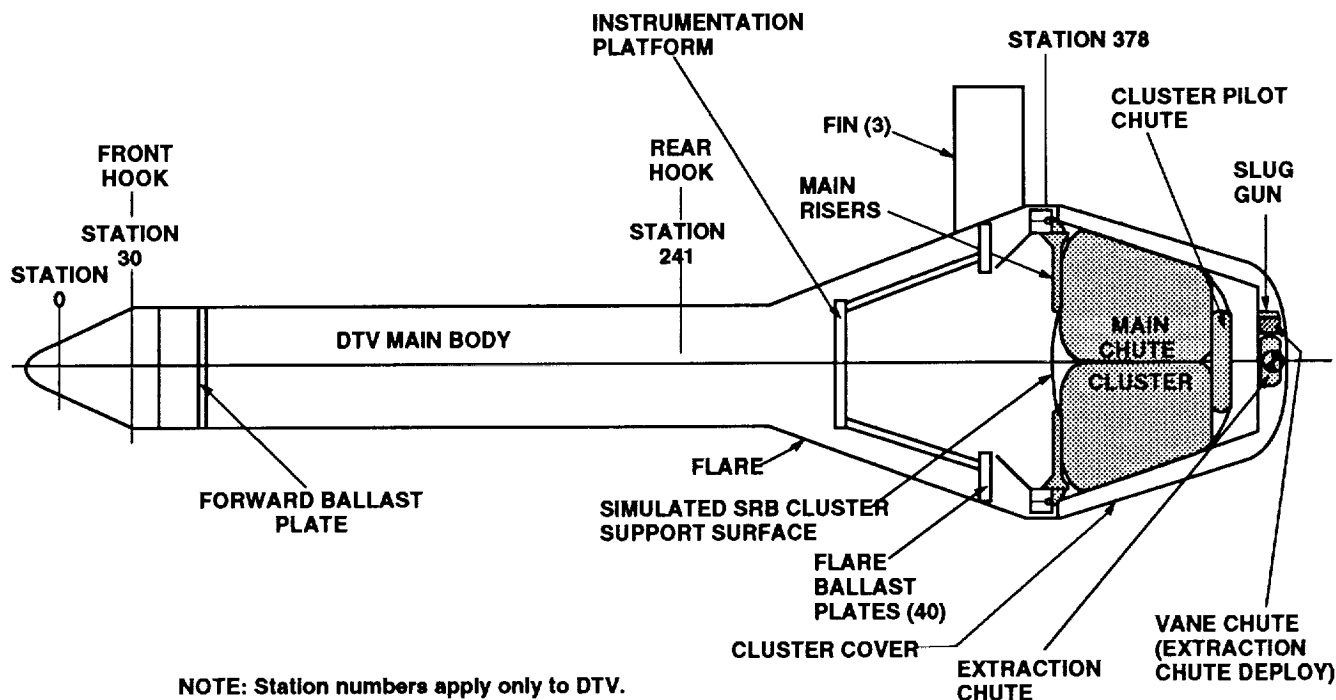 INSTRUMENTATION
PLATFORM
STATION 378
CLUSTER PILOT
CHUTE
FIN (3)
FRONT
HOOK
REAR
HOOK
SLUG
GUN
MAIN
RISERS
STATION
30
STATION
241
STATION
0
DTV MAIN BODY
MAIN
CHUTE
CLUSTER
FLARE
FORWARD BALLAST
PLATE
SIMULATED SRB CLUSTER
SUPPORT SURFACE
FLARE
BALLAST
PLATES (40)
CLUSTER COVER
EXTRACTION
CHUTE
VANE CHUTE
(EXTRACTION
CHUTE DEPLOY)
NOTE: Station numbers apply only to DTV.